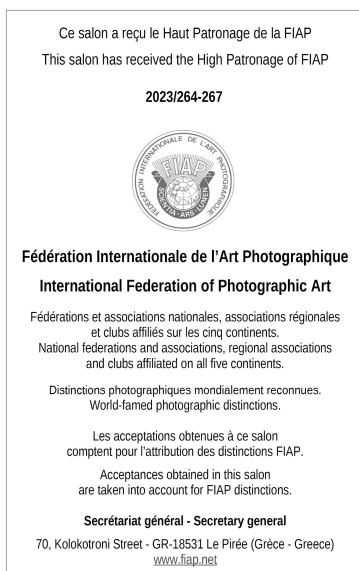 Ce salon a reçu le Haut Patronage de la FIAP
This salon has received the High Patronage of FIAP
2023/264-267
FÉDÉRATION INTERNATIONALE DE L'ART PHOTOGRAPHIQUE
FIAP
SCIENTIA-ARS-LUMEN
Fédération Internationale de l’Art Photographique
International Federation of Photographic Art
Fédérations et associations nationales, associations régionales
et clubs affiliés sur les cinq continents.
National federations and associations, regional associations
and clubs affiliated on all five continents.
Distinctions photographiques mondialement reconnues.
World-famed photographic distinctions.
Les acceptations obtenues à ce salon
comptent pour l’attribution des distinctions FIAP.
Acceptances obtained in this salon
are taken into account for FIAP distinctions.
Secrétariat général - Secretary general
70, Kolokotroni Street - GR-18531 Le Pirée (Grèce - Greece)
www.fiap.net